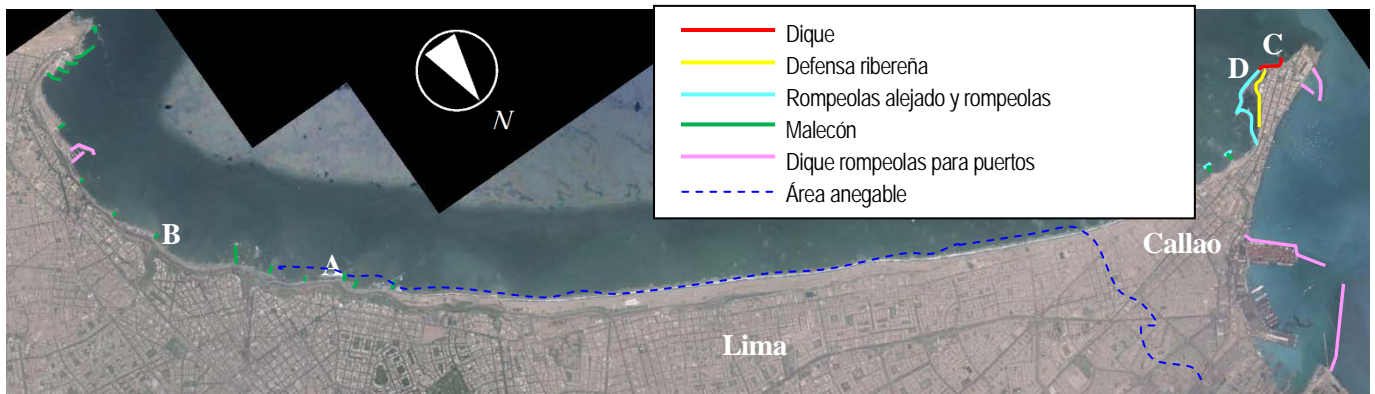 Dique
Defensa ribereña
Rompeolas alejado y rompeolas
Malecón
Dique rompeolas para puertos
Área anegable
N
C
D
B
A
Callao
Lima